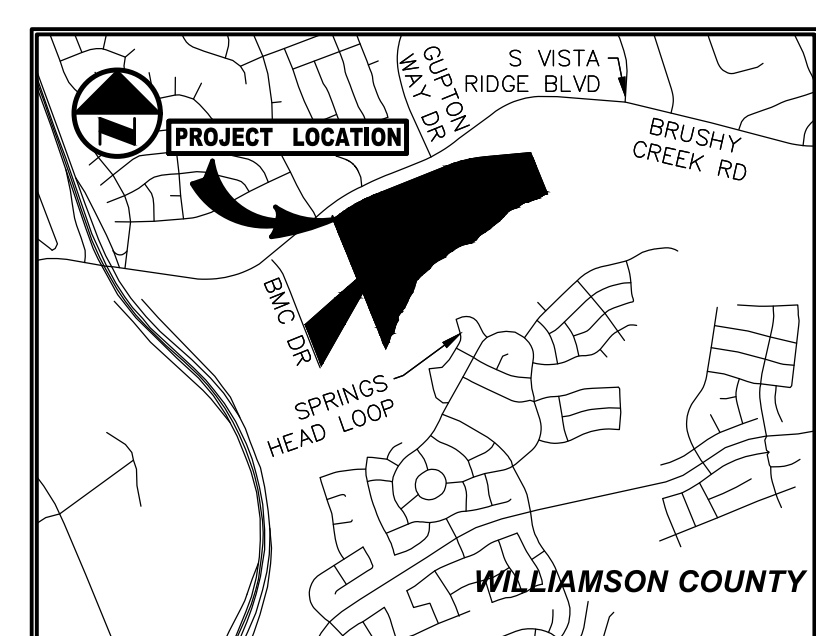 GUPTON
WAY DR
S VISTA
RIDGE BLVD
BRUSHY
CREEK RD
PROJECT LOCATION
BMC DR
SPRINGS
HEAD LOOP
WILLIAMSON COUNTY
N